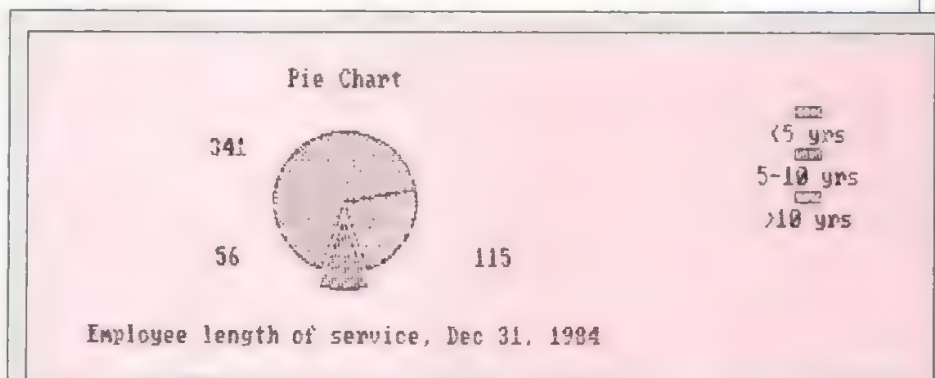 Pie Chart
341
<5 yrs
5-10 yrs
>10 yrs
56
115
Employee length of service, Dec 31, 1984